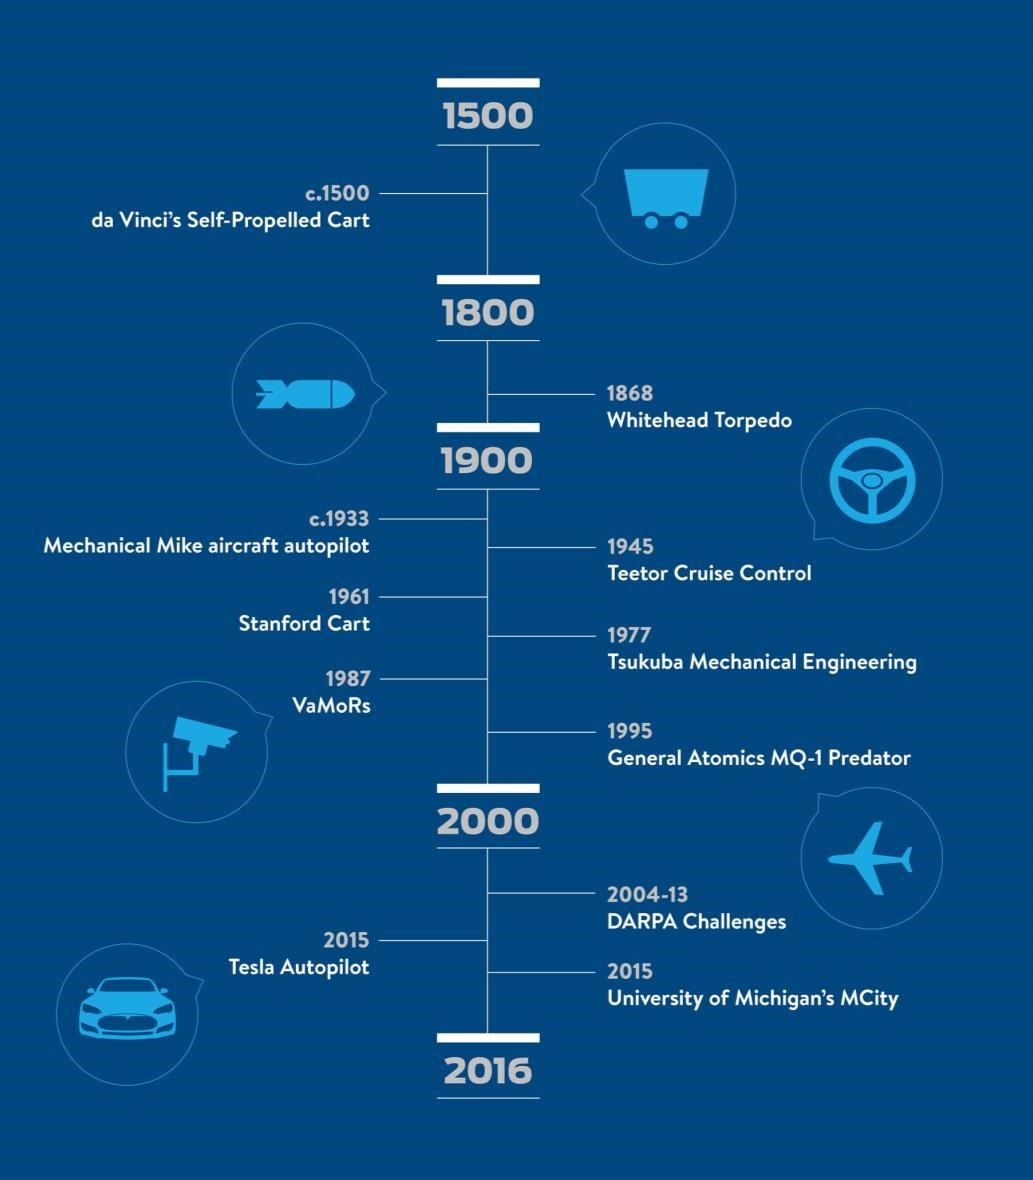 1500
c.1500
da Vinci's Self-Propelled Cart
1800
1868
Whitehead Torpedo
1900
c.1933
Mechanical Mike aircraft autopilot
1945
Teetor Cruise Control
1961
Stanford Cart
1977
Tsukuba Mechanical Engineering
1987
VaMoRs
1995
General Atomics MQ-1 Predator
2000
2004-13
DARPA Challenges
2015
Tesla Autopilot
2015
University of Michigan's MCity
2016